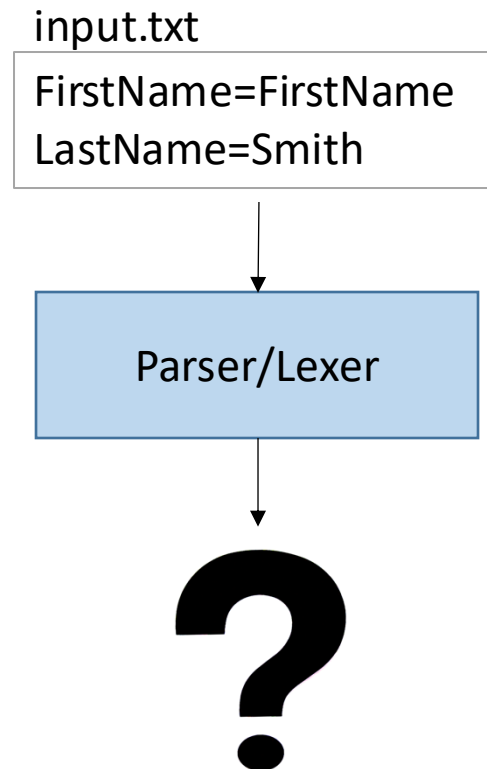 input.txt
FirstName=FirstName
LastName=Smith
Parser/Lexer
?